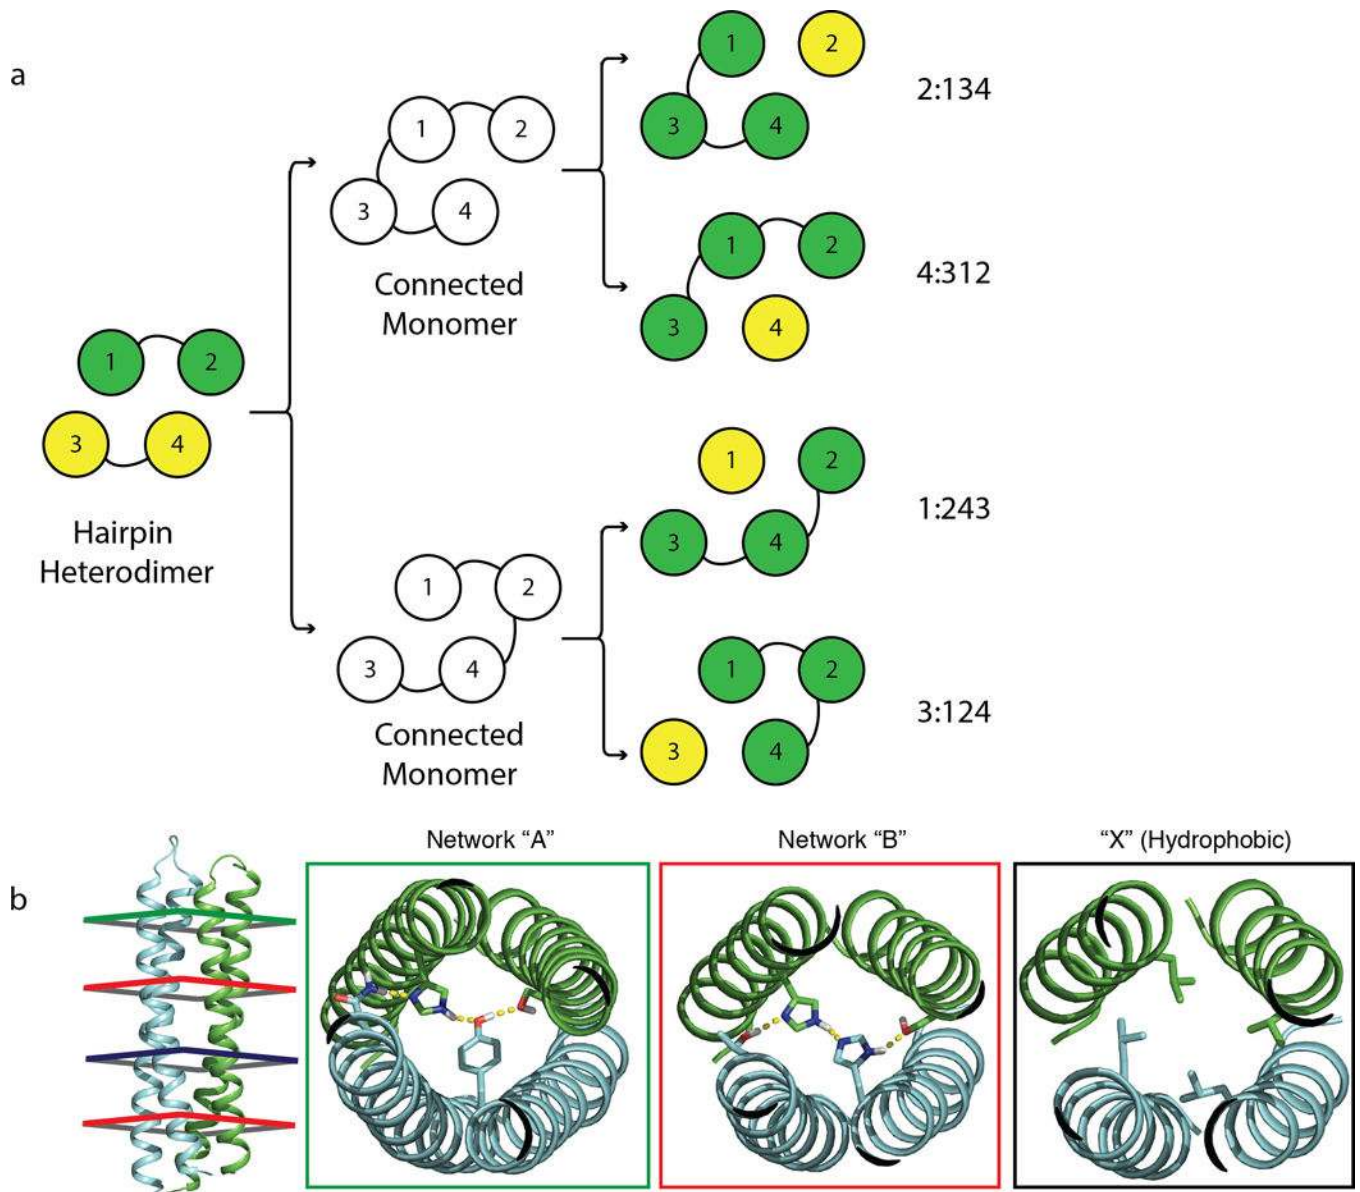 a
1 2
3 4
2:134
1 2
3 4
Connected
Monomer
1 2
3 4
4:312
1 2
3 4
Hairpin
Heterodimer
1 2
3 4
1:243
1 2
3 4
Connected
Monomer
1 2
3 4
3:124
Network “A”
Network “B”
“X” (Hydrophobic)
b